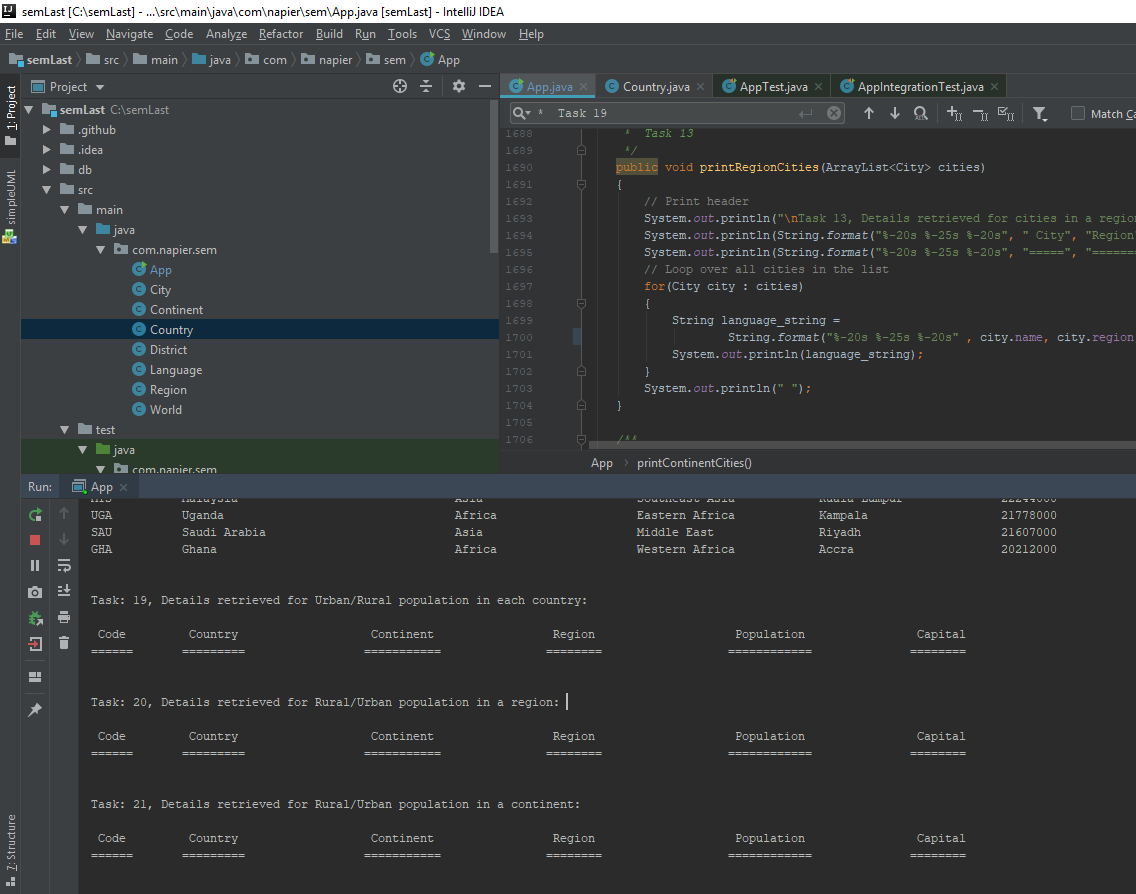 semLast [C:\semLast] - ...\src\main\java\com\napier\sem\App.java [semLast] - IntelliJ IDEA
File Edit View Navigate Code Analyze Refactor Build Run Tools VCS Window Help
semLast src main java com napier sem App
1: Project
simpleUML
7: Structure
Project
semLast C:\semLast
.github
.idea
db
src
main
java
com.napier.sem
App
City
Continent
Country
District
Language
Region
World
test
java
com.napier.sem
App.java Country.java AppTest.java AppIntegrationTest.java
* Task 19 Match Ca
1688 * Task 13
1689 */
1690 public void printRegionCities(ArrayList<City> cities)
1691 {
1692 // Print header
1693 System.out.println("\nTask 13, Details retrieved for cities in a region
1694 System.out.println(String.format("%-20s %-25s %-20s", " City", "Region"
1695 System.out.println(String.format("%-20s %-25s %-20s", "=====", "=======
1696 // Loop over all cities in the list
1697 for(City city : cities)
1698 {
1699 String language_string =
1700 String.format("%-20s %-25s %-20s" , city.name, city.region
1701 System.out.println(language_string);
1702 }
1703 System.out.println(" ");
1704 }
1705
1706 /**
App printContinentCities()
Run: App
MYS Malaysia Asia Southeast Asia Kuala Lumpur 22244000
UGA Uganda Africa Eastern Africa Kampala 21778000
SAU Saudi Arabia Asia Middle East Riyadh 21607000
GHA Ghana Africa Western Africa Accra 20212000
Task: 19, Details retrieved for Urban/Rural population in each country:
Code Country Continent Region Population Capital
====== ========= =========== ======== ============ ========
Task: 20, Details retrieved for Rural/Urban population in a region:
Code Country Continent Region Population Capital
====== ========= =========== ======== ============ ========
Task: 21, Details retrieved for Rural/Urban population in a continent:
Code Country Continent Region Population Capital
====== ========= =========== ======== ============ ========